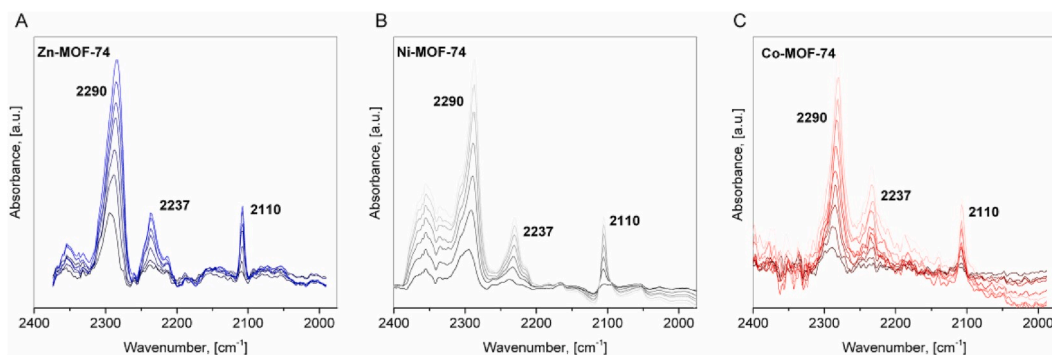 A
Zn-MOF-74
2290
2237
2110
Absorbance, [a.u.]
2400 2300 2200 2100 2000
Wavenumber, [cm⁻¹]
B
Ni-MOF-74
2290
2237
2110
Absorbance, [a.u.]
2400 2300 2200 2100 2000
Wavenumber, [cm⁻¹]
C
Co-MOF-74
2290
2237
2110
Absorbance, [a.u.]
2400 2300 2200 2100 2000
Wavenumber, [cm⁻¹]